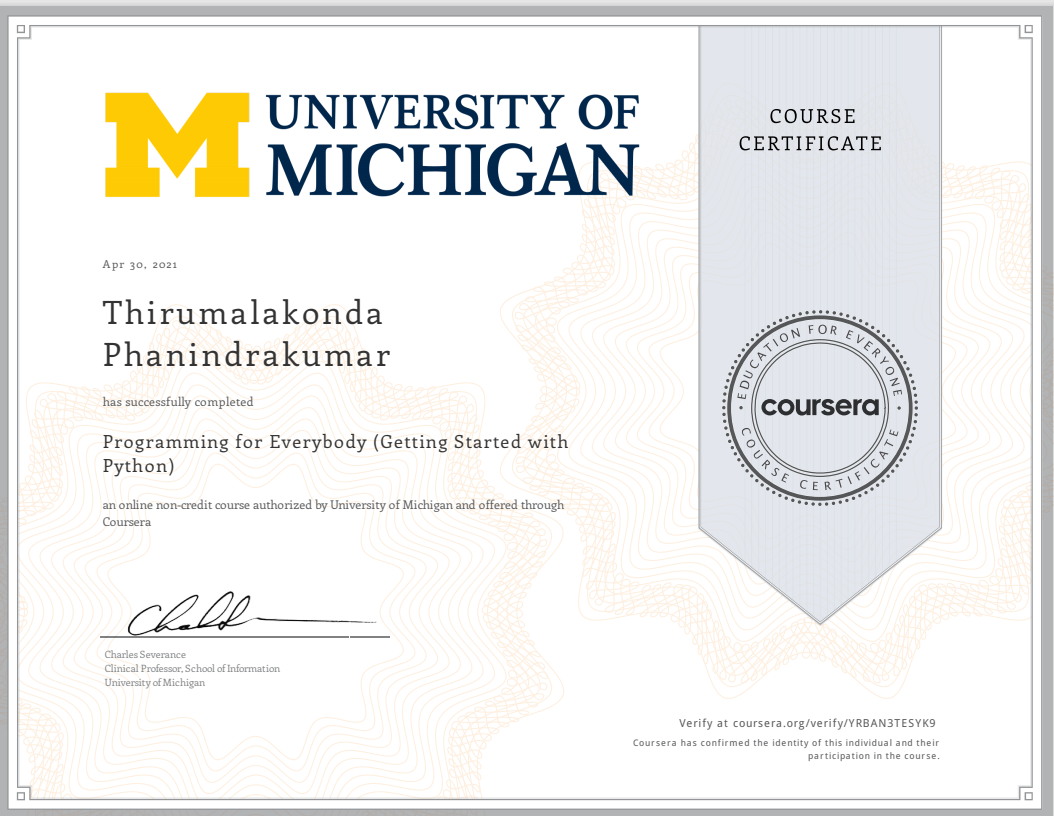 UNIVERSITY OF
MICHIGAN
COURSE
CERTIFICATE
Apr 30, 2021
Thirumalakonda
Phanindrakumar
has successfully completed
Programming for Everybody (Getting Started with
Python)
an online non-credit course authorized by University of Michigan and offered through
Coursera
EDUCATION FOR EVERYONE
coursera
COURSE CERTIFICATE
Charles Severance
Clinical Professor, School of Information
University of Michigan
Verify at coursera.org/verify/YRBAN3TESYK9
Coursera has confirmed the identity of this individual and their
participation in the course.